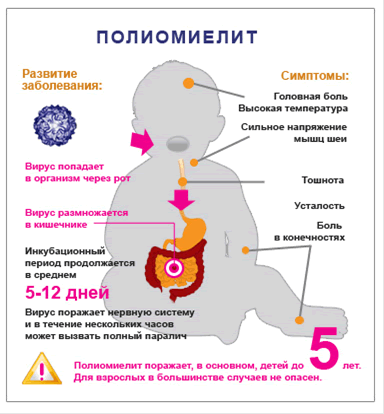 ПОЛИОМИЕЛИТ
Развитие
заболевания:
Вирус попадает
в организм через рот
Вирус размножается
в кишечнике
Инкубационный
период продолжается
в среднем
5-12 дней
Вирус поражает нервную систему
и в течение нескольких часов
может вызвать полный паралич
Симптомы:
Головная боль
Высокая температура
Сильное напряжение
мышц шеи
Тошнота
Усталость
Боль
в конечностях
Полиомиелит поражает, в основном, детей до 5 лет.
Для взрослых в большинстве случаев не опасен.